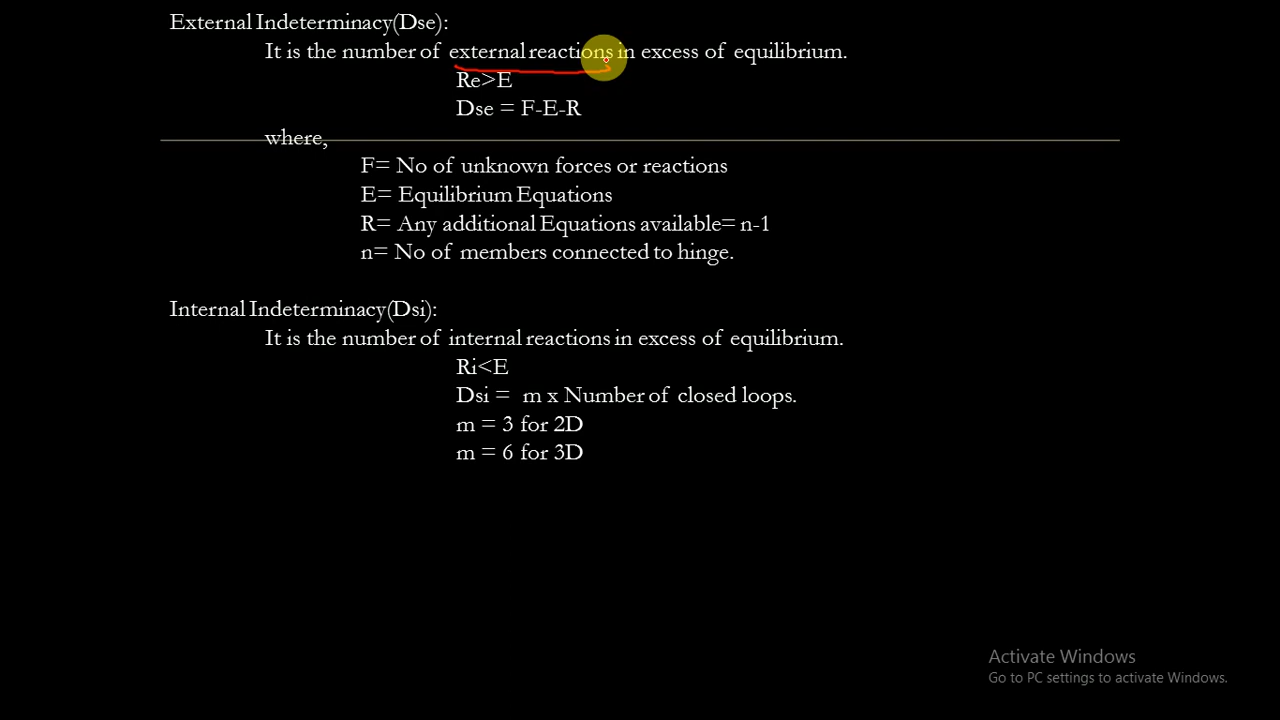 External Indeterminacy(Dse):
It is the number of external reactions in excess of equilibrium.
Re>E
Dse = F-E-R
where,
F= No of unknown forces or reactions
E= Equilibrium Equations
R= Any additional Equations available= n-1
n= No of members connected to hinge.
Internal Indeterminacy(Dsi):
It is the number of internal reactions in excess of equilibrium.
Ri<E
Dsi = m x Number of closed loops.
m = 3 for 2D
m = 6 for 3D
Activate Windows
Go to PC settings to activate Windows.